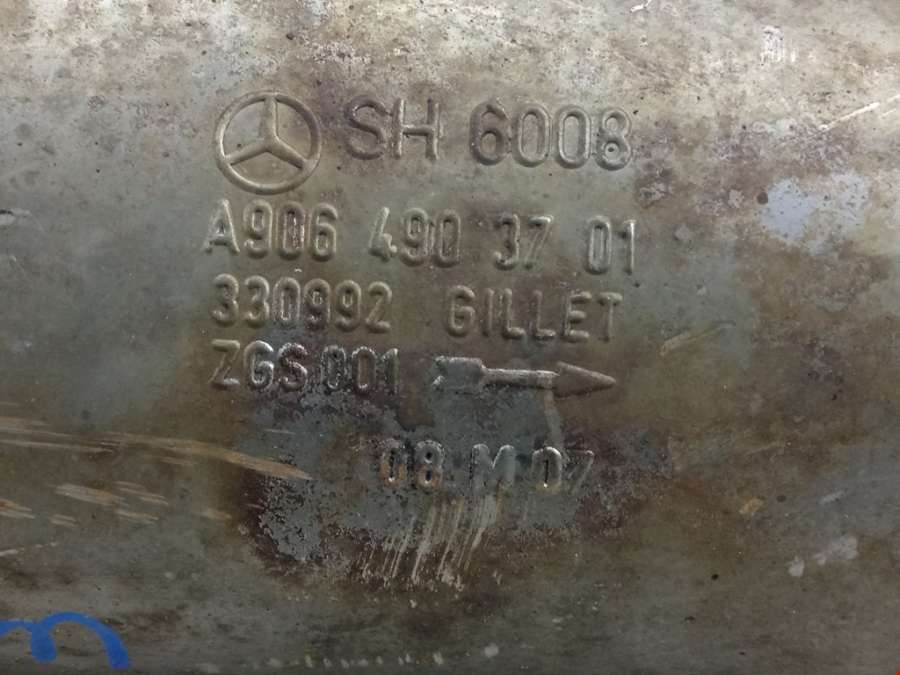 SH 6008
A906 490 37 01
330992 GILLET
ZGS 001
08 M 07